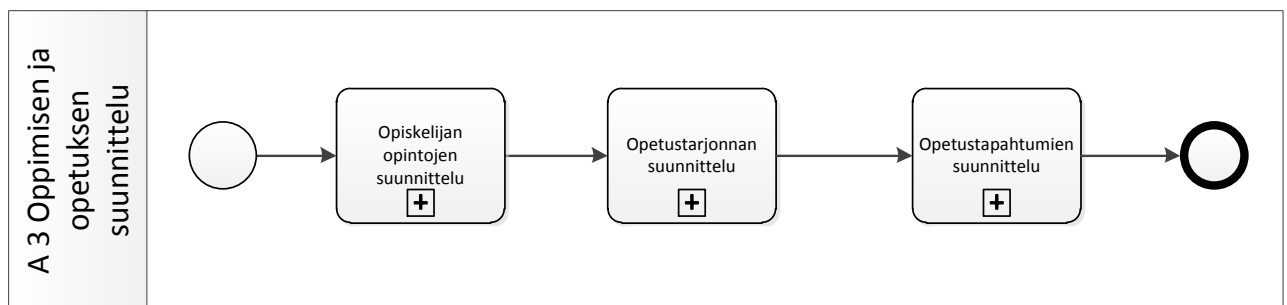 A 3 Oppimisen ja
opetuksen
suunnittelu
Opiskelijan
opintojen
suunnittelu
Opetustarjonnan
suunnittelu
Opetustapahtumien
suunnittelu